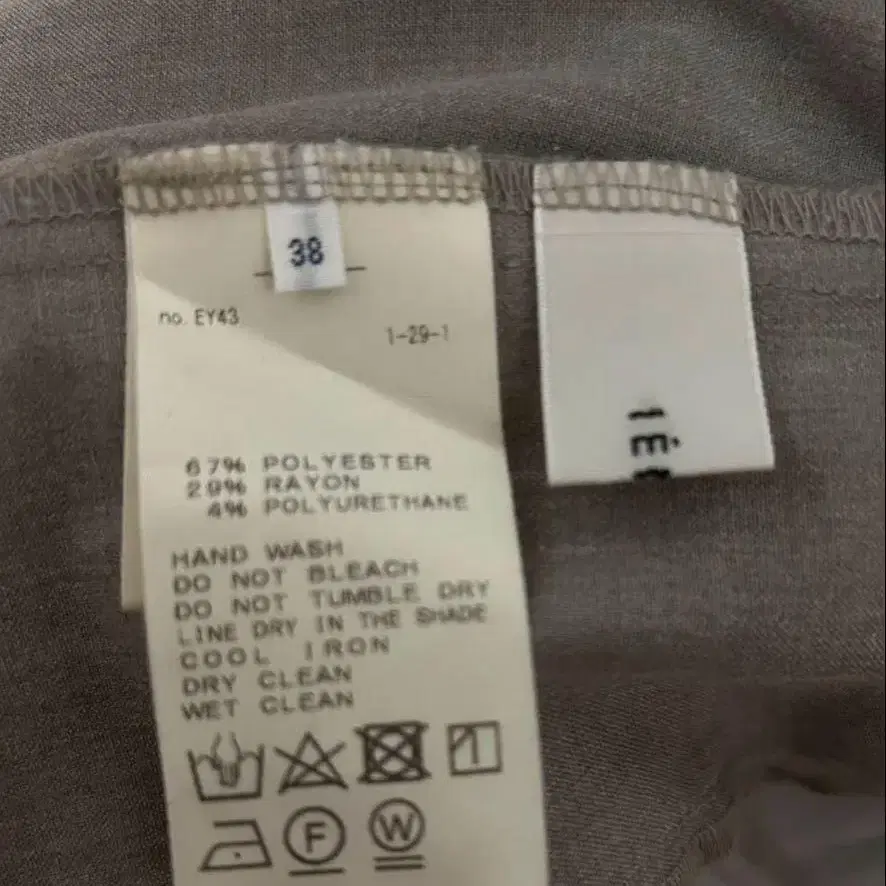 38
no. EY43
1-29-1
67% POLYESTER
29% RAYON
4% POLYURETHANE
HAND WASH
DO NOT BLEACH
DO NOT TUMBLE DRY
LINE DRY IN THE SHADE
COOL IRON
DRY CLEAN
WET CLEAN
F
W